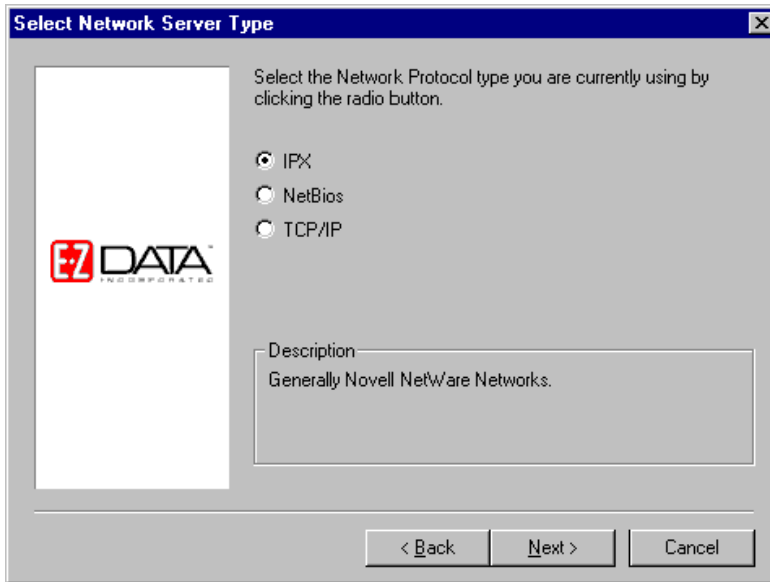 Select Network Server Type
Select the Network Protocol type you are currently using by
clicking the radio button.
IPX
NetBios
TCP/IP
E·Z DATA™
INCORPORATED
Description
Generally Novell NetWare Networks.
< Back
Next >
Cancel